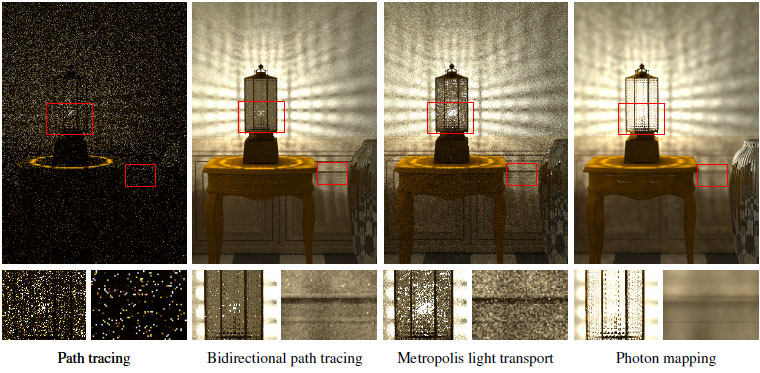 Path tracing
Bidirectional path tracing
Metropolis light transport
Photon mapping